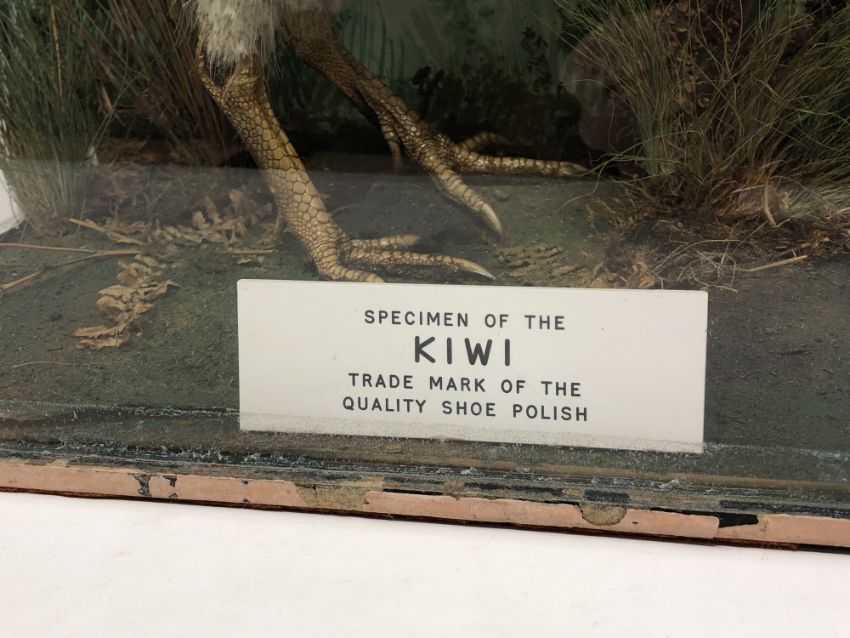 SPECIMEN OF THE
KIWI
TRADE MARK OF THE
QUALITY SHOE POLISH